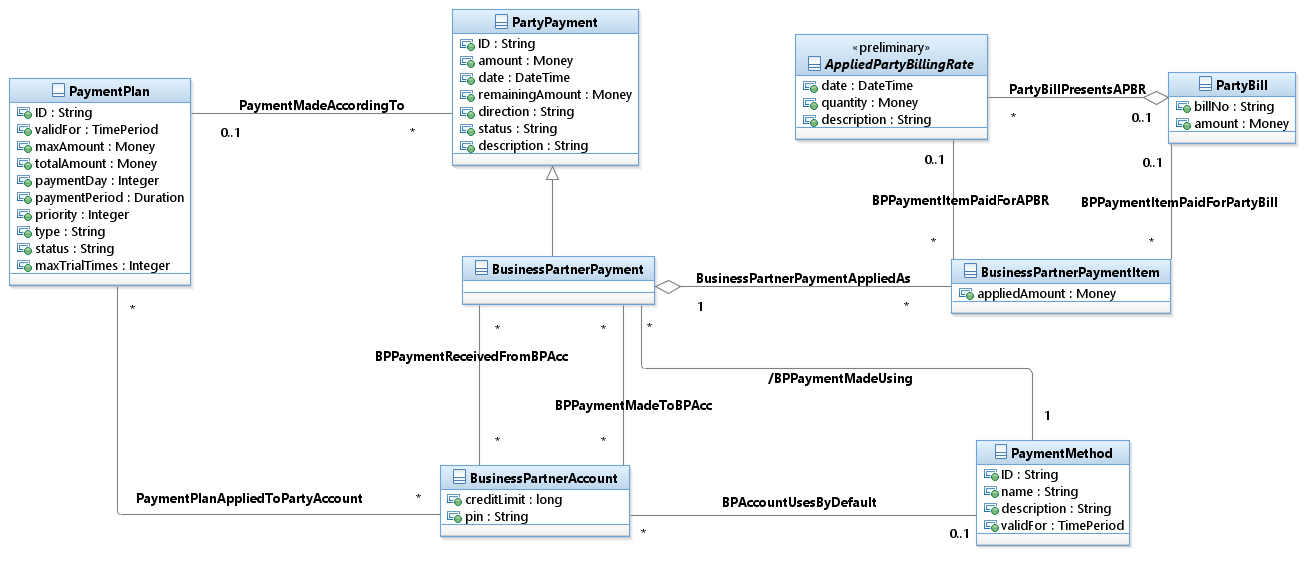 PartyPayment
ID : String
amount : Money
date : DateTime
remainingAmount : Money
direction : String
status : String
description : String
«preliminary»
AppliedPartyBillingRate
date : DateTime
quantity : Money
description : String
PartyBillPresentsAPBR
*
0..1
PartyBill
billNo : String
amount : Money
PaymentPlan
ID : String
validFor : TimePeriod
maxAmount : Money
totalAmount : Money
paymentDay : Integer
paymentPeriod : Duration
priority : Integer
type : String
status : String
maxTrialTimes : Integer
PaymentMadeAccordingTo
0..1
*
0..1
0..1
BPPaymentItemPaidForAPBR
BPPaymentItemPaidForPartyBill
*
*
BusinessPartnerPayment
BusinessPartnerPaymentAppliedAs
1
*
BusinessPartnerPaymentItem
appliedAmount : Money
*
*
*
*
BPPaymentReceivedFromBPAcc
/BPPaymentMadeUsing
BPPaymentMadeToBPAcc
1
*
*
BusinessPartnerAccount
creditLimit : long
pin : String
PaymentMethod
ID : String
name : String
description : String
validFor : TimePeriod
PaymentPlanAppliedToPartyAccount
*
BPAccountUsesByDefault
*
0..1